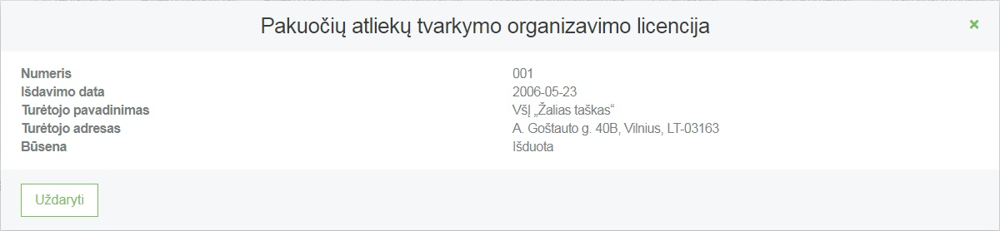 Pakuočių atliekų tvarkymo organizavimo licencija
×
Numeris 001
Išdavimo data 2006-05-23
Turėtojo pavadinimas VšĮ „Žalias taškas“
Turėtojo adresas A. Goštauto g. 40B, Vilnius, LT-03163
Būsena Išduota
Uždaryti